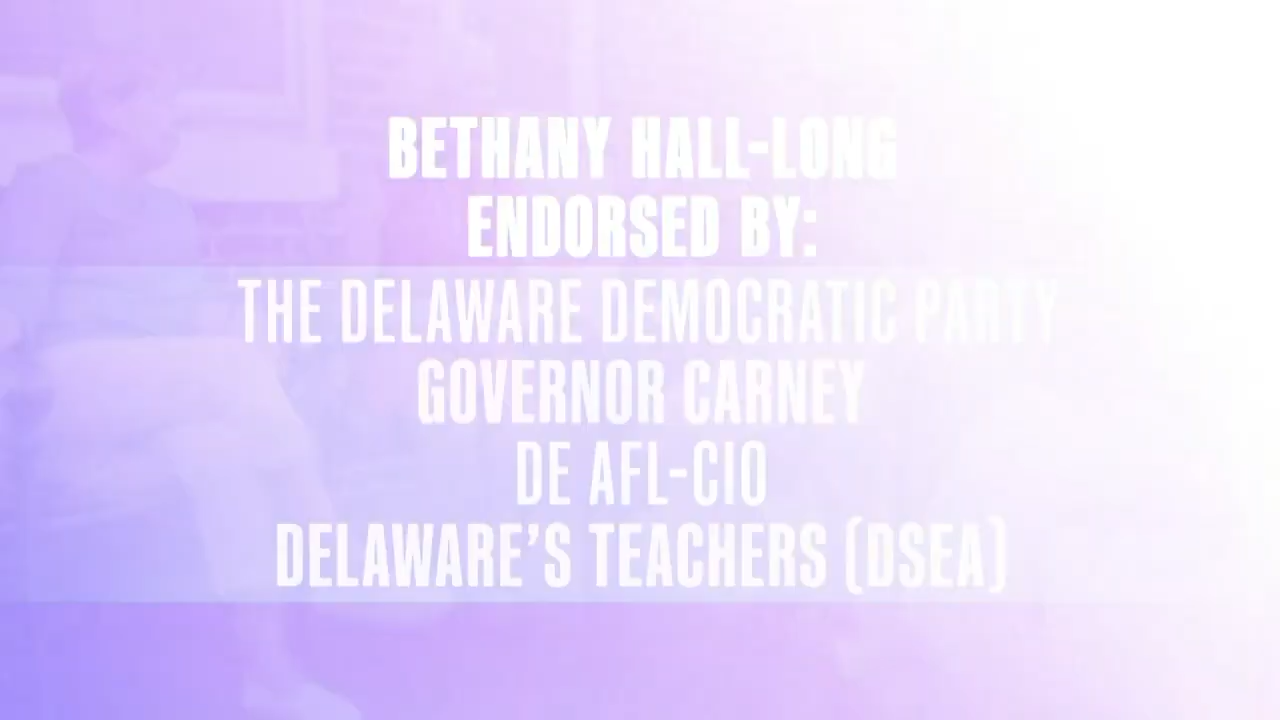 BETHANY HALL-LONG
ENDORSED BY:
THE DELAWARE DEMOCRATIC PARTY
GOVERNOR CARNEY
DE AFL-CIO
DELAWARE'S TEACHERS (DSEA)